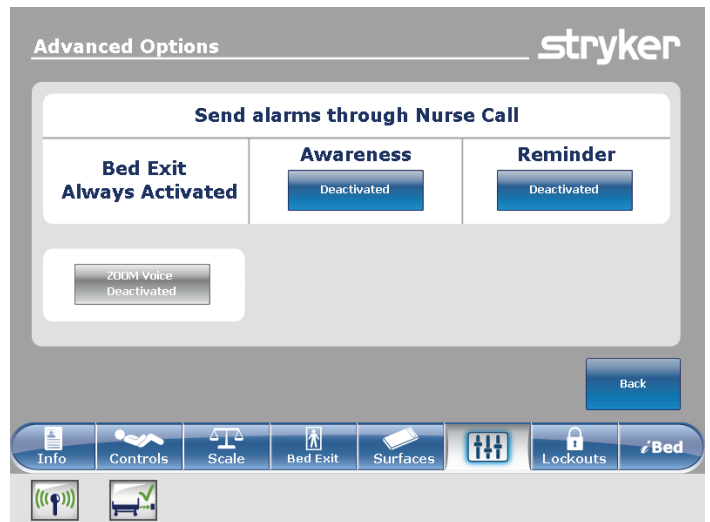 Advanced Options
stryker
Send alarms through Nurse Call
Bed Exit
Always Activated
Awareness
Deactivated
Reminder
Deactivated
ZOOM Voice
Deactivated
Back
Info
Controls
Scale
Bed Exit
Surfaces
Lockouts
iBed